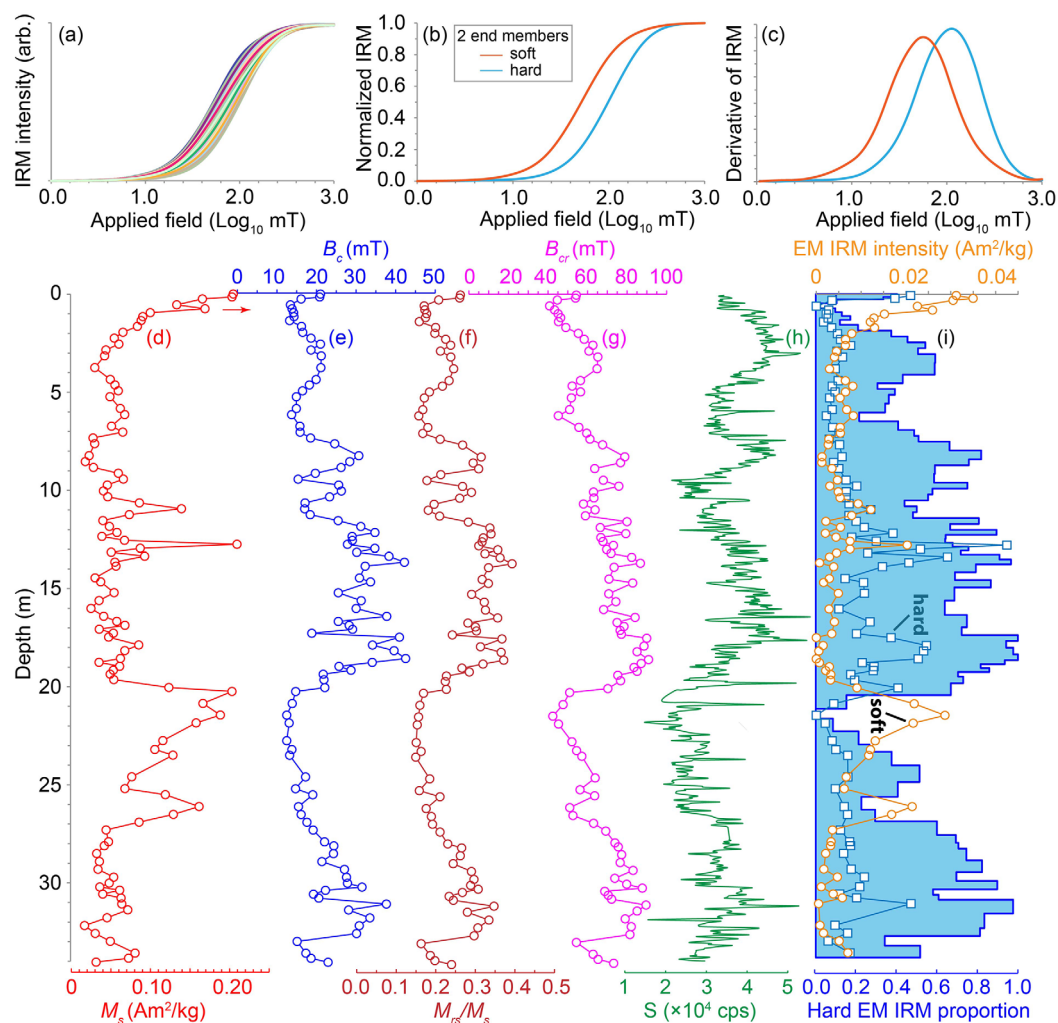 (a)
IRM intensity (arb.)
0.0 1.0 2.0 3.0
Applied field (Log10 mT)
(b)
Normalized IRM
1.0
0.8
0.6
0.4
0.2
0.0
2 end members
soft
hard
0.0 1.0 2.0 3.0
Applied field (Log10 mT)
(c)
Derivative of IRM
0.0 1.0 2.0 3.0
Applied field (Log10 mT)
Bc (mT)
0 10 20 30 40 50
Bcr (mT)
0 20 40 60 80 100
EM IRM intensity (Am2/kg)
0 0.02 0.04
Depth (m)
0
5
10
15
20
25
30
(d)
(e)
(f)
(g)
(h)
(i)
hard
soft
0.00 0.10 0.20
Ms (Am2/kg)
0.0 0.1 0.2 0.3 0.4 0.5
Mrs/Ms
1 2 3 4 5
S (×104 cps)
0 0.2 0.4 0.6 0.8 1.0
Hard EM IRM proportion